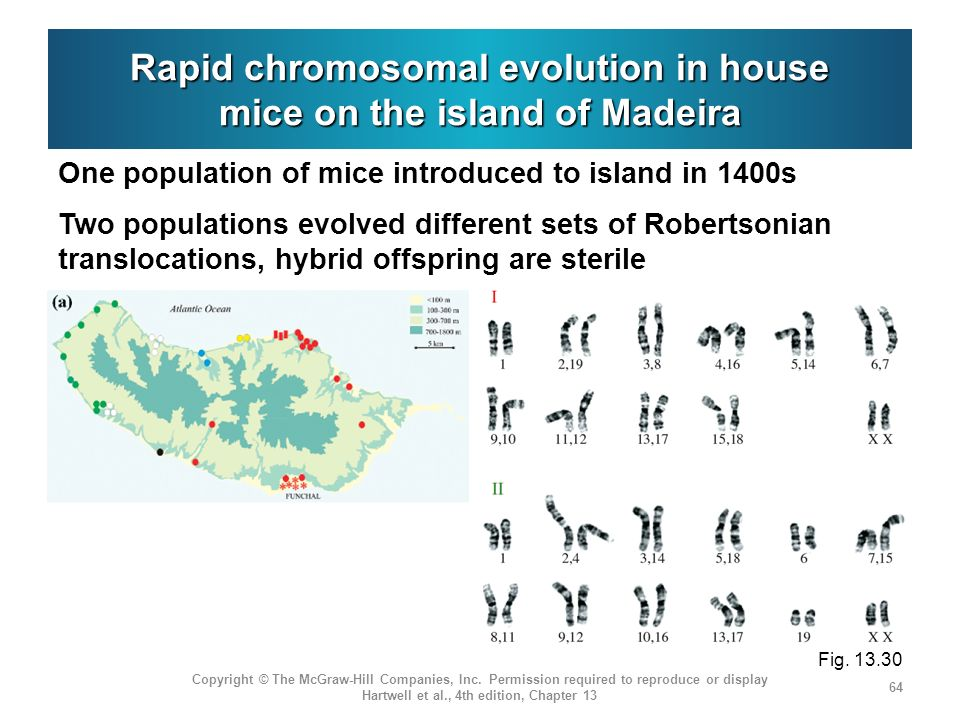 Rapid chromosomal evolution in house
mice on the island of Madeira
One population of mice introduced to island in 1400s
Two populations evolved different sets of Robertsonian
translocations, hybrid offspring are sterile
(a)
Atlantic Ocean
<100 m
100-300 m
300-700 m
700-1800 m
5 km
FUNCHAL
I
1 2,19 3,8 4,16 5,14 6,7
9,10 11,12 13,17 15,18 X X
II
1 2,4 3,14 5,18 6 7,15
8,11 9,12 10,16 13,17 19 X X
Fig. 13.30
Copyright © The McGraw-Hill Companies, Inc. Permission required to reproduce or display
Hartwell et al., 4th edition, Chapter 13
64